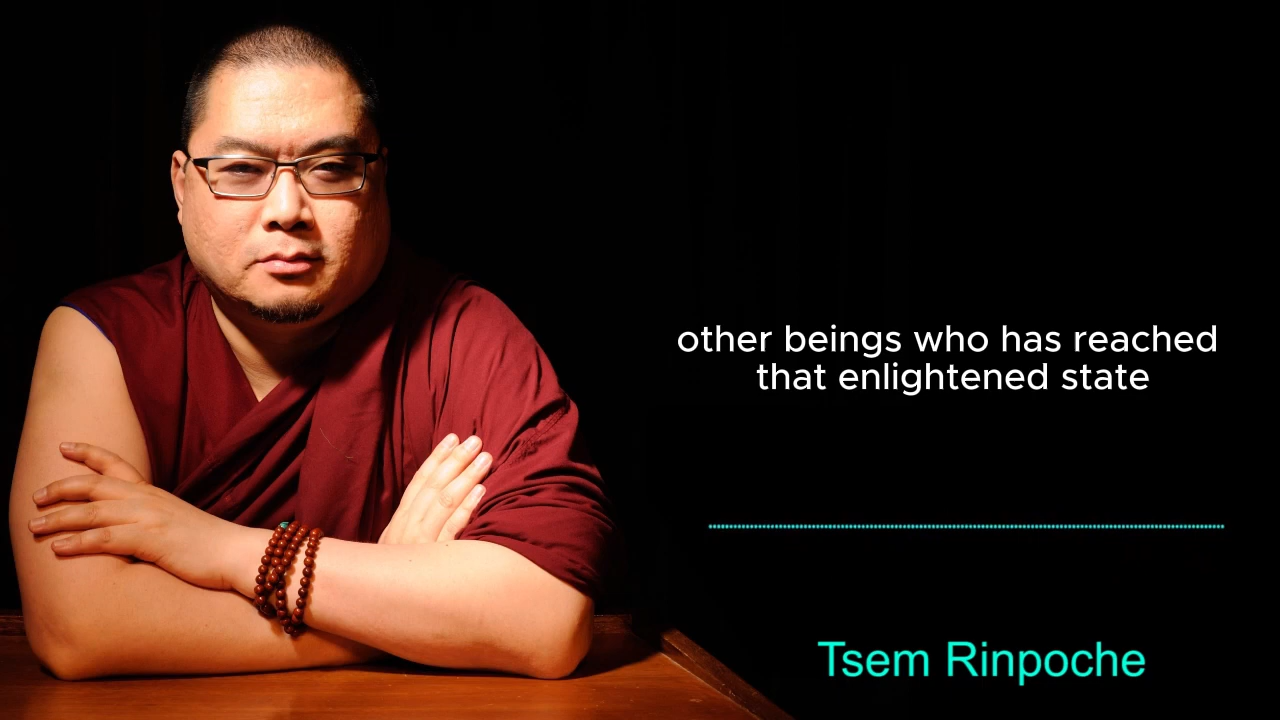 other beings who has reached
that enlightened state
Tsem Rinpoche